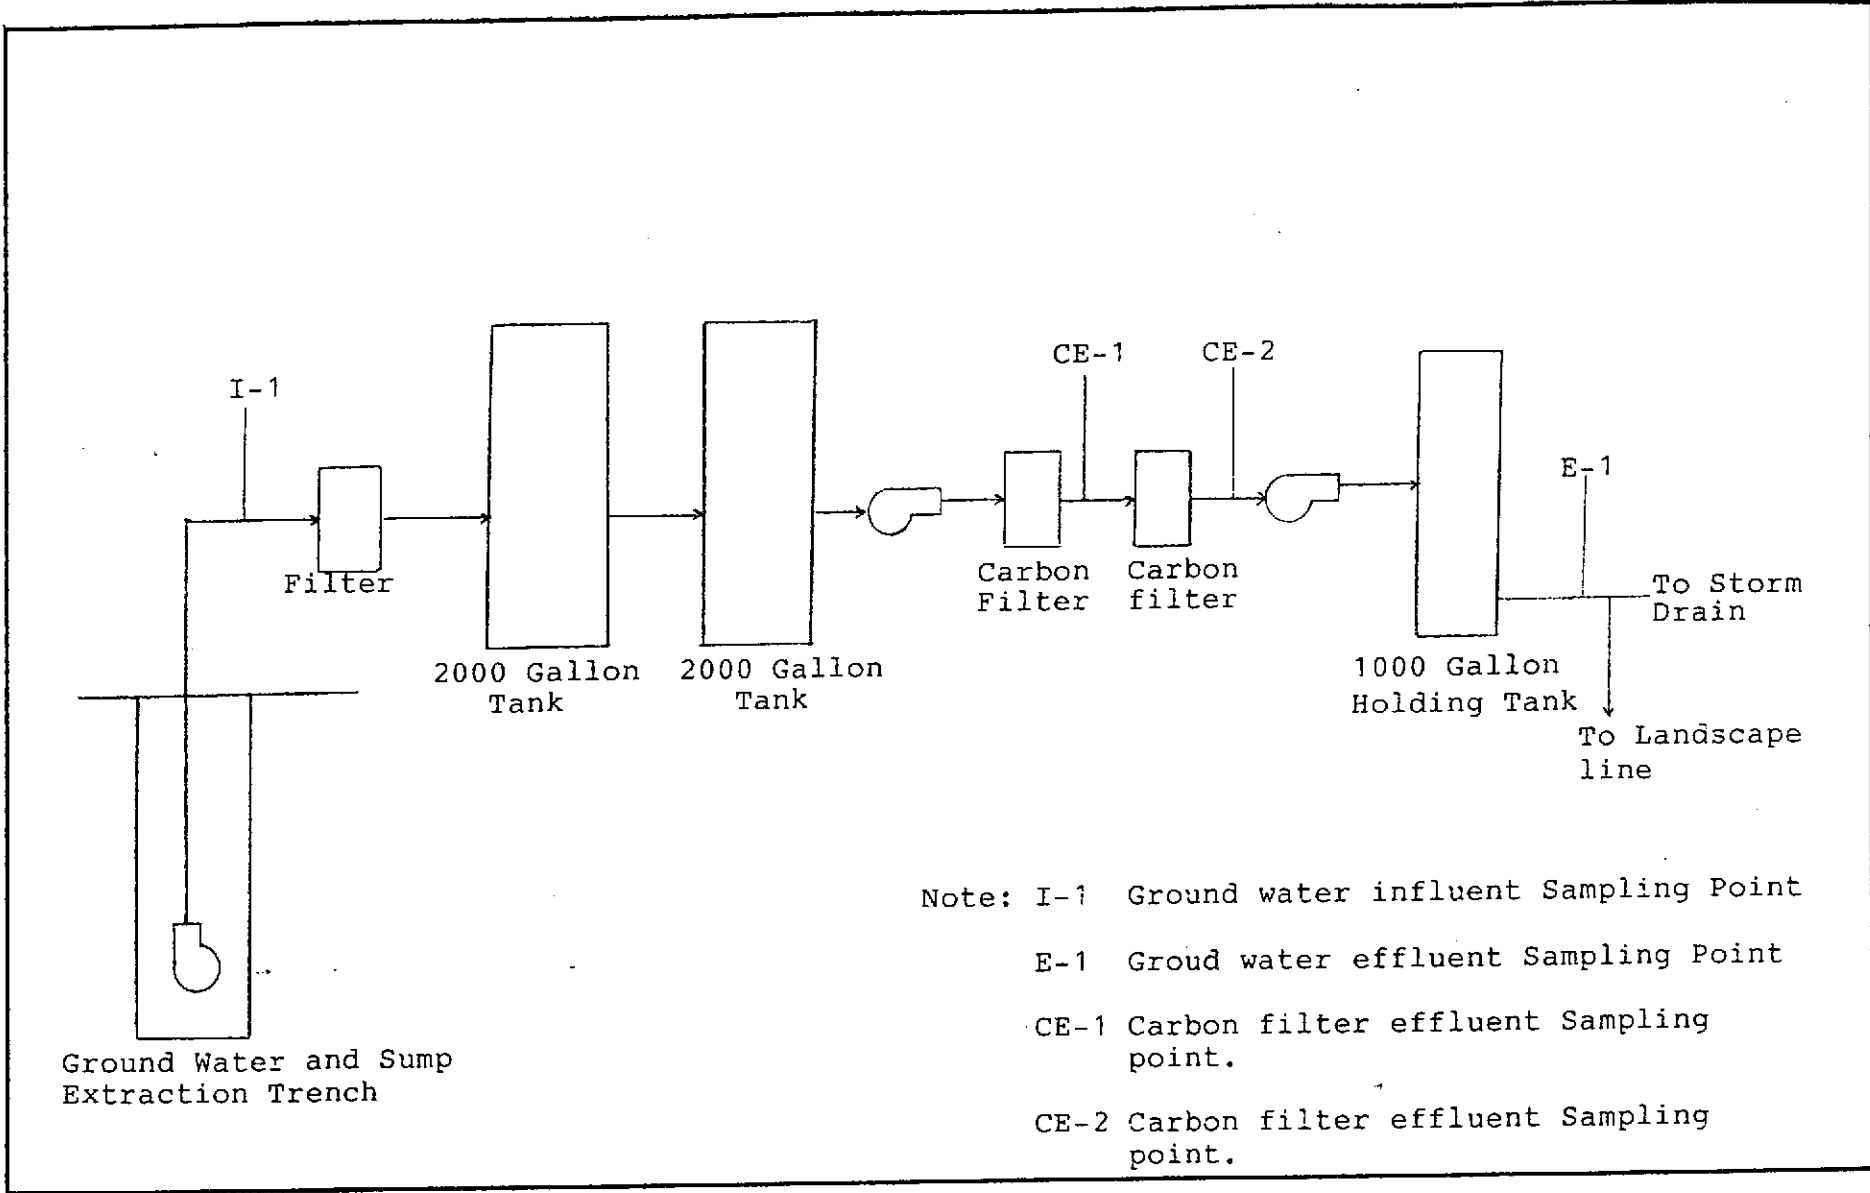 I-1
CE-1
CE-2
E-1
Filter
Carbon
Filter
Carbon
filter
To Storm
Drain
2000 Gallon
Tank
2000 Gallon
Tank
1000 Gallon
Holding Tank
To Landscape
line
Ground Water and Sump
Extraction Trench
Note: I-1 Ground water influent Sampling Point
E-1 Groud water effluent Sampling Point
CE-1 Carbon filter effluent Sampling
point.
CE-2 Carbon filter effluent Sampling
point.